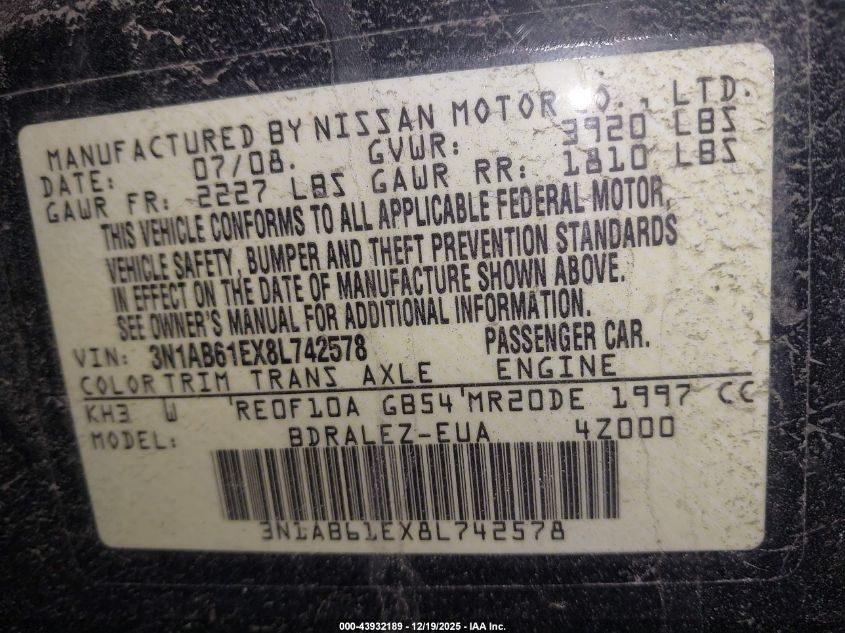 MANUFACTURED BY NISSAN MOTOR CO., LTD.
DATE: 07/08. GVWR: 3920 LBS
GAWR FR: 2227 LBS GAWR RR: 1810 LBS
THIS VEHICLE CONFORMS TO ALL APPLICABLE FEDERAL MOTOR,
VEHICLE SAFETY, BUMPER AND THEFT PREVENTION STANDARDS
IN EFFECT ON THE DATE OF MANUFACTURE SHOWN ABOVE.
SEE OWNER'S MANUAL FOR ADDITIONAL INFORMATION.
VIN: 3N1AB61EX8L742578 PASSENGER CAR.
COLOR TRIM TRANS AXLE ENGINE
KH3 W RE0F10A GB54 MR20DE 1997 CC
MODEL: BDRALEZ-EUA 4Z000
3N1AB61EX8L742578
000-43932189 - 12/19/2025 - IAA Inc.